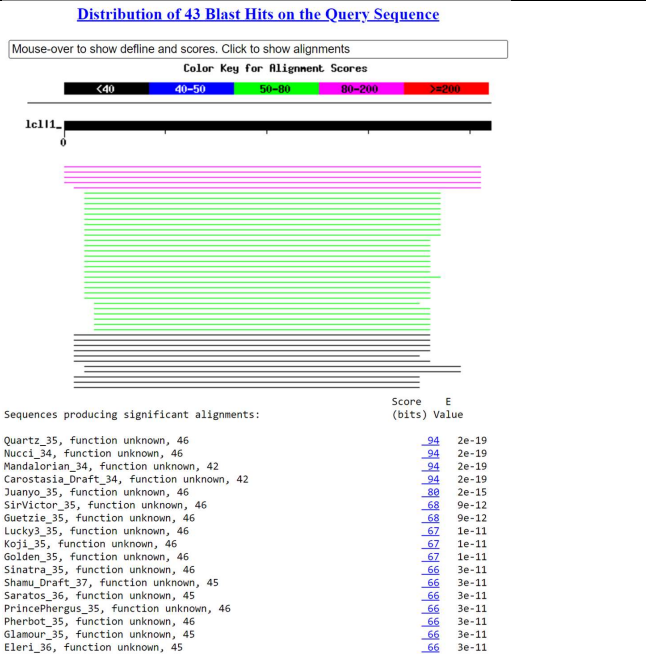 Distribution of 43 Blast Hits on the Query Sequence
Mouse-over to show defline and scores. Click to show alignments
Color Key for Alignment Scores
<40 40-50 50-80 80-200 >=200
lcl|1_
0
Score E
Sequences producing significant alignments: (bits) Value
Quartz_35, function unknown, 46 94 2e-19
Nucci_34, function unknown, 46 94 2e-19
Mandalorian_34, function unknown, 42 94 2e-19
Carostasia_Draft_34, function unknown, 42 94 2e-19
Juanyo_35, function unknown, 46 80 2e-15
SirVictor_35, function unknown, 46 68 9e-12
Guetzie_35, function unknown, 46 68 9e-12
Lucky3_35, function unknown, 46 67 1e-11
Koji_35, function unknown, 46 67 1e-11
Golden_35, function unknown, 46 67 1e-11
Sinatra_35, function unknown, 46 66 3e-11
Shamu_Draft_37, function unknown, 45 66 3e-11
Saratos_36, function unknown, 45 66 3e-11
PrincePhergus_35, function unknown, 46 66 3e-11
Pherbot_35, function unknown, 46 66 3e-11
Glamour_35, function unknown, 45 66 3e-11
Eleri_36, function unknown, 45 66 3e-11